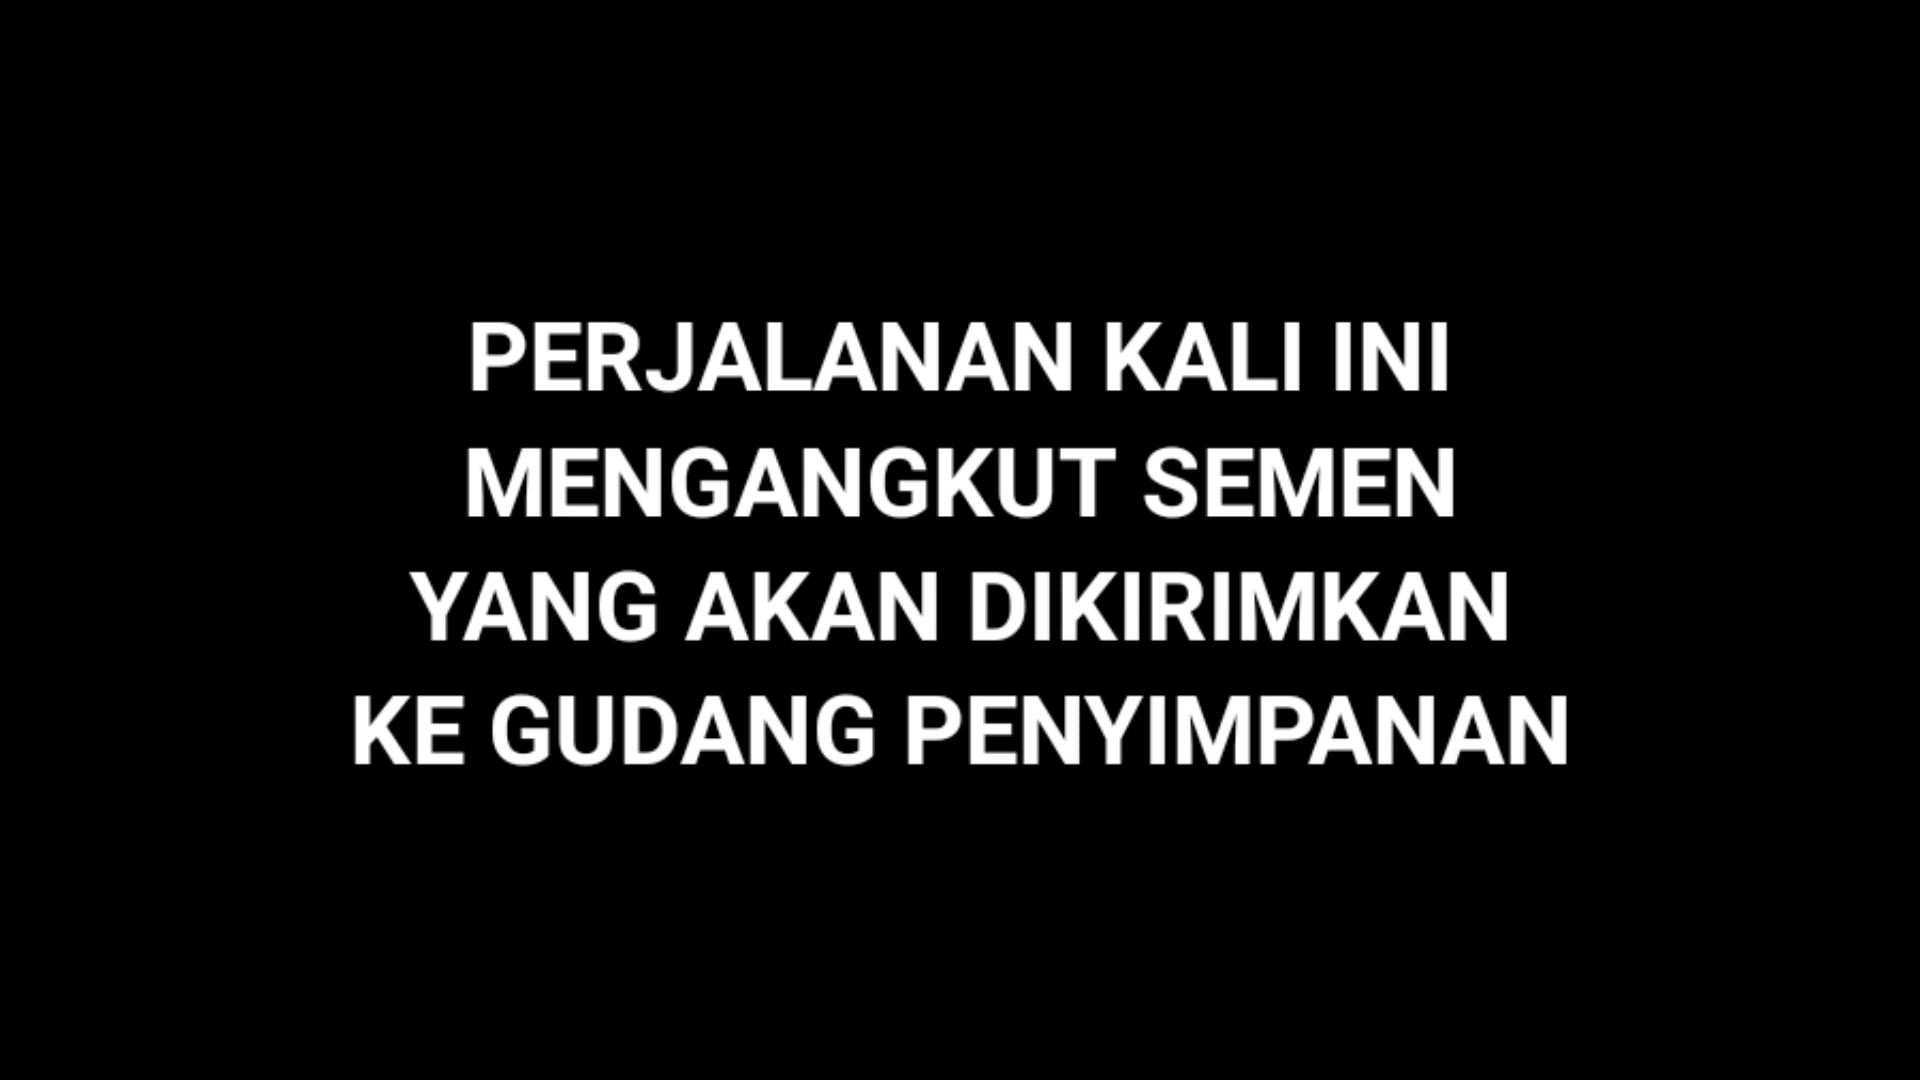 PERJALANAN KALI INI
MENGANGKUT SEMEN
YANG AKAN DIKIRIMKAN
KE GUDANG PENYIMPANAN